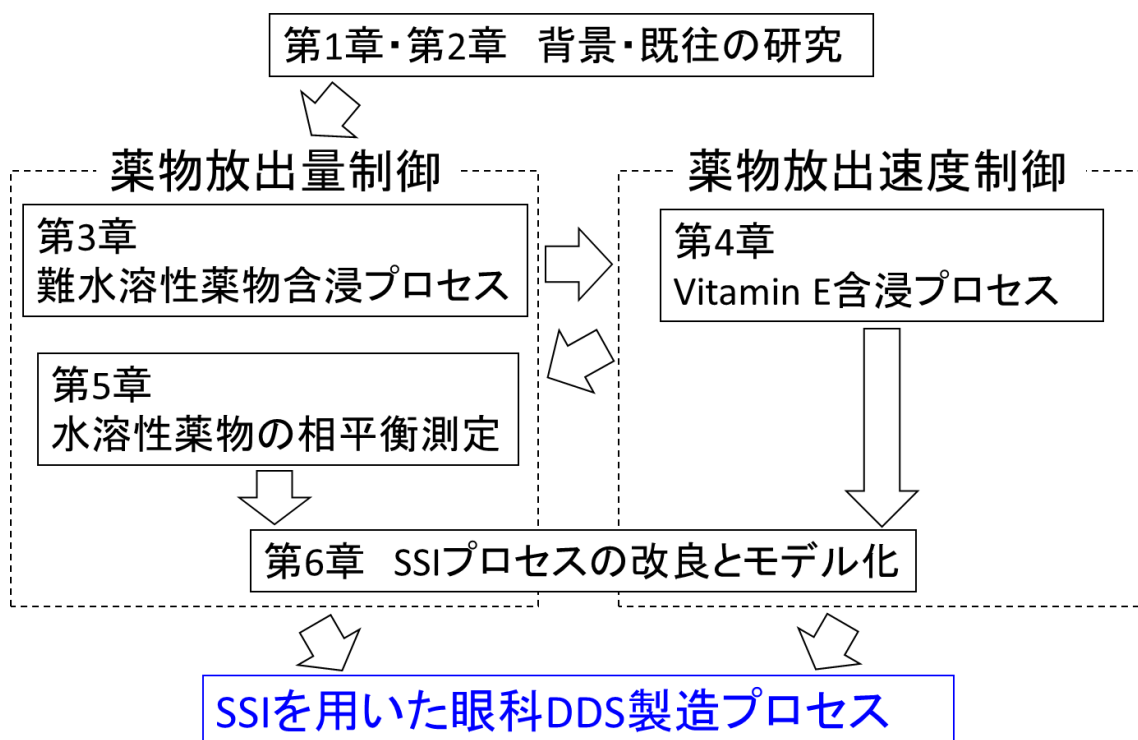 第1章・第2章 背景・既往の研究
薬物放出量制御
薬物放出速度制御
第3章
難水溶性薬物含浸プロセス
第4章
Vitamin E含浸プロセス
第5章
水溶性薬物の相平衡測定
第6章 SSIプロセスの改良とモデル化
SSIを用いた眼科DDS製造プロセス